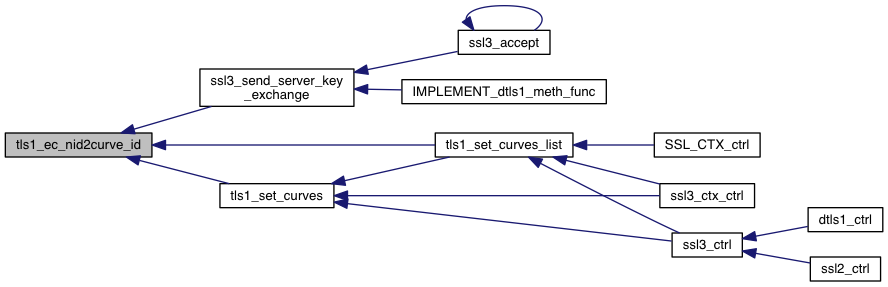 ssl3_accept
ssl3_send_server_key
_exchange
IMPLEMENT_dtls1_meth_func
tls1_ec_nid2curve_id
tls1_set_curves_list
SSL_CTX_ctrl
tls1_set_curves
ssl3_ctx_ctrl
dtls1_ctrl
ssl3_ctrl
ssl2_ctrl